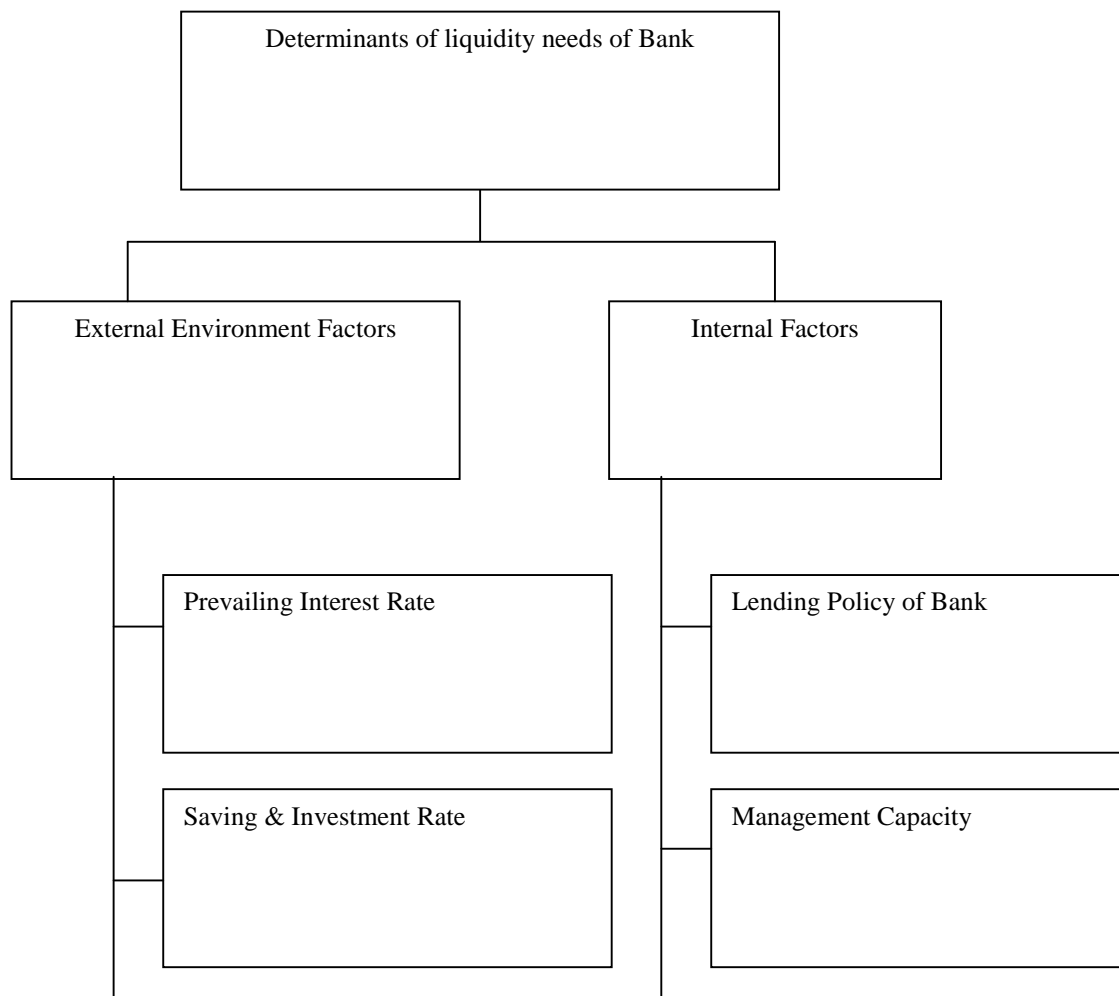 Determinants of liquidity needs of Bank
External Environment Factors
Internal Factors
Prevailing Interest Rate
Lending Policy of Bank
Saving & Investment Rate
Management Capacity